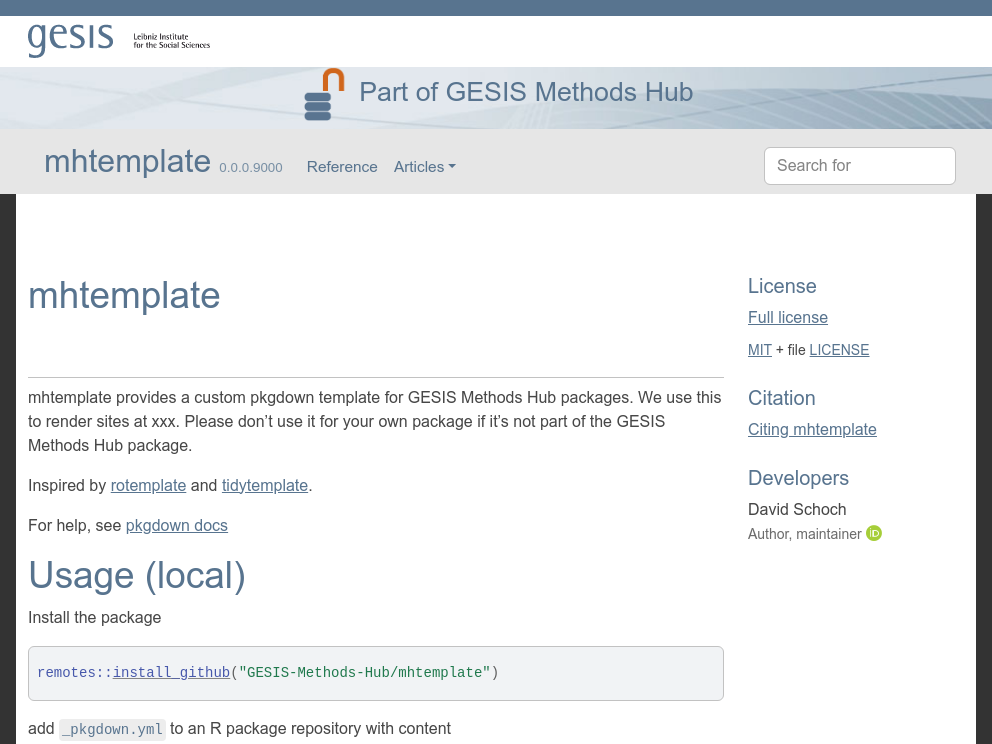 gesis
Leibniz Institute
for the Social Sciences
Part of GESIS Methods Hub
mhtemplate 0.0.0.9000 Reference Articles Search for
mhtemplate
mhtemplate provides a custom pkgdown template for GESIS Methods Hub packages. We use this
to render sites at xxx. Please don’t use it for your own package if it’s not part of the GESIS
Methods Hub package.
Inspired by rotemplate and tidytemplate.
For help, see pkgdown docs
Usage (local)
Install the package
remotes::install_github("GESIS-Methods-Hub/mhtemplate")
add _pkgdown.yml to an R package repository with content
License
Full license
MIT + file LICENSE
Citation
Citing mhtemplate
Developers
David Schoch
Author, maintainer iD